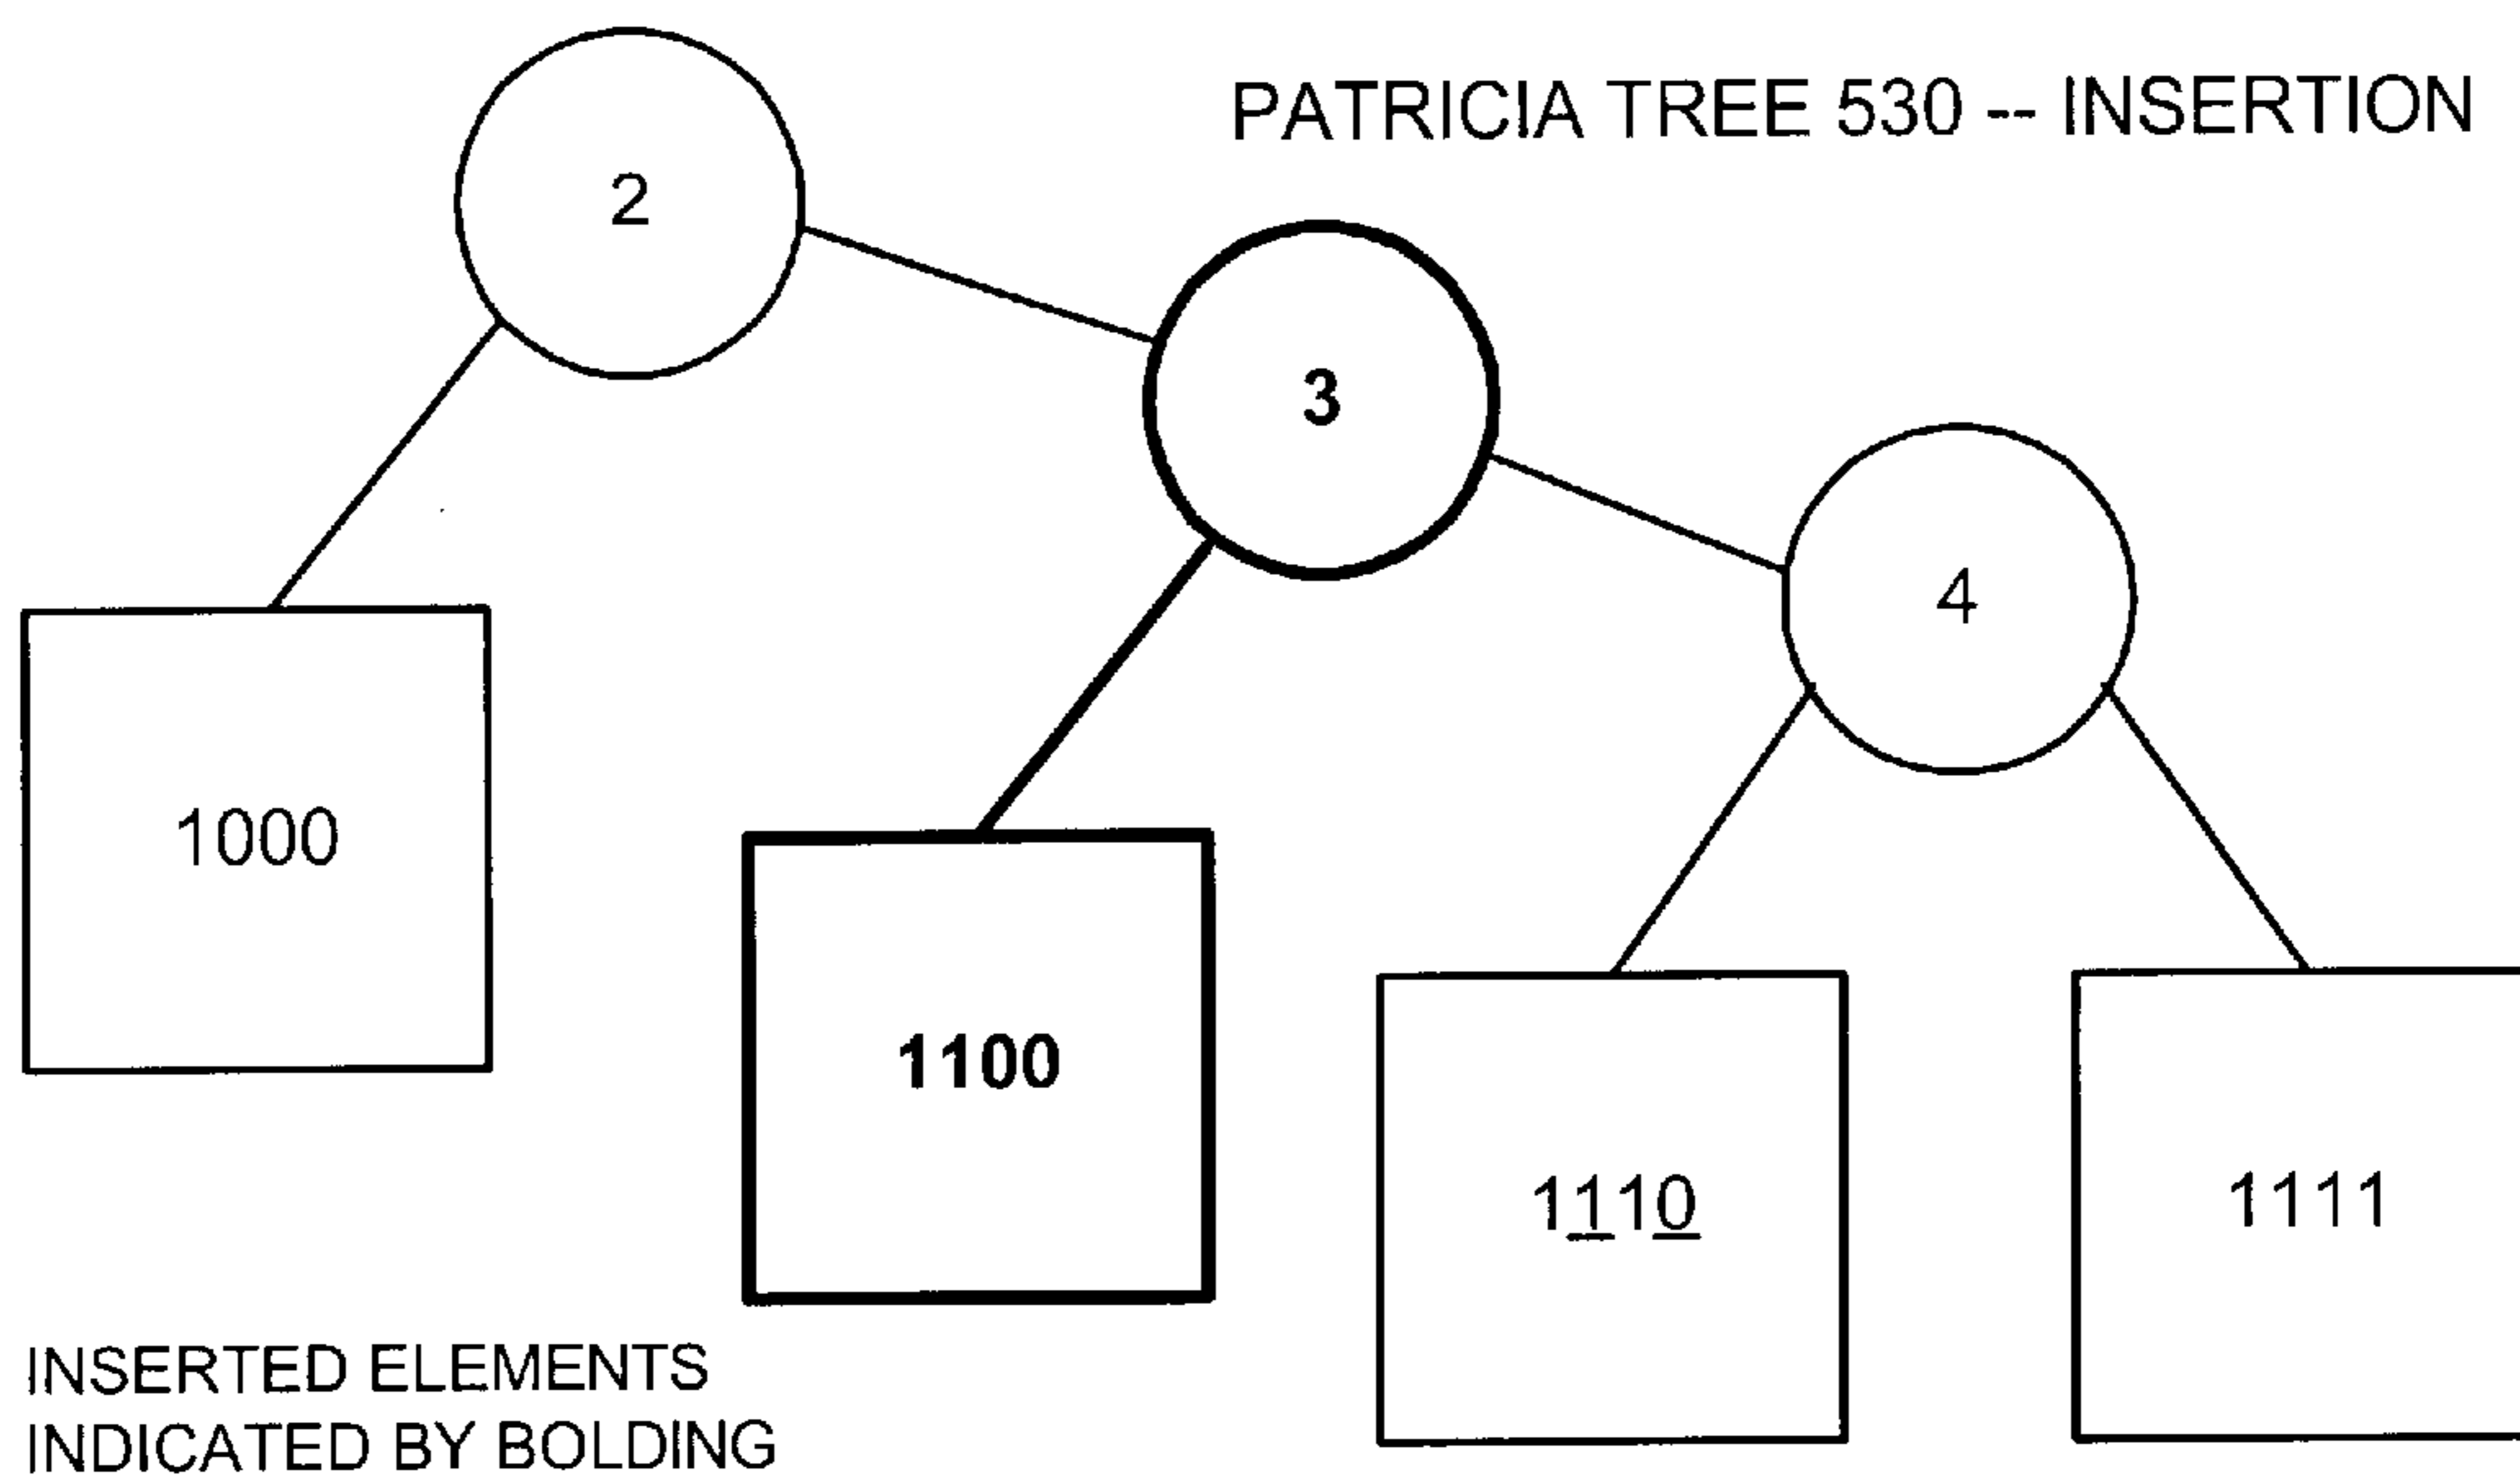 PATRICIA TREE 530 -- INSERTION
2
3
4
1000
1100
1110
1111
INSERTED ELEMENTS
INDICATED BY BOLDING